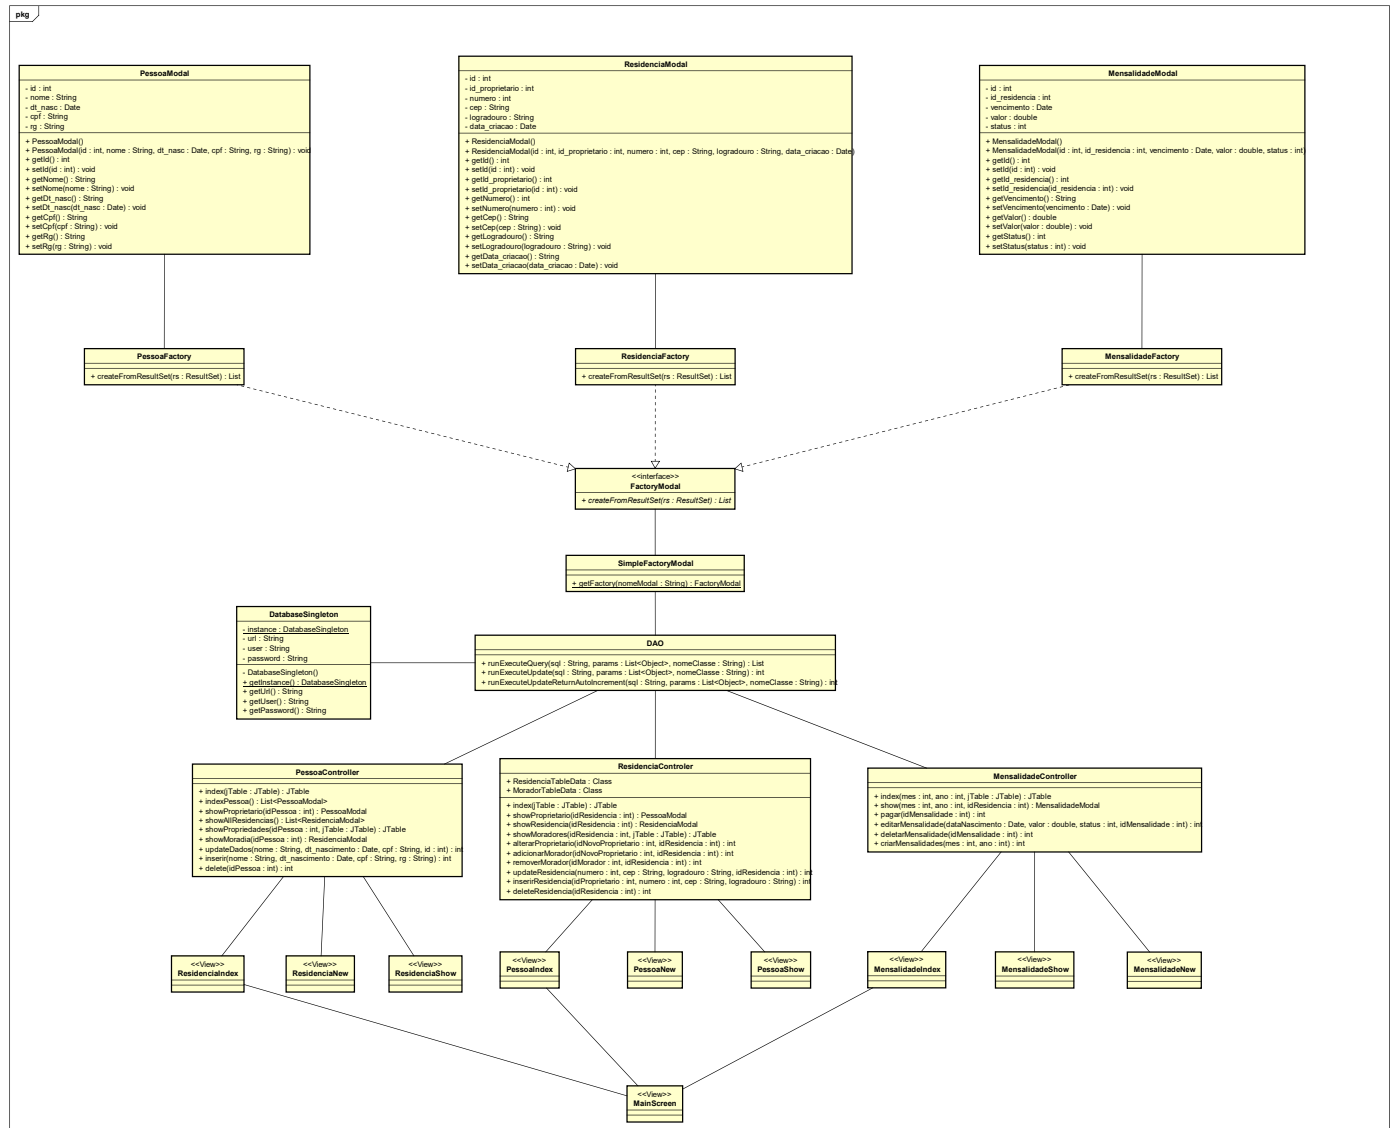 pkg
PessoaModal
- id : int
- nome : String
- dt_nasc : Date
- cpf : String
- rg : String
+ PessoaModal()
+ PessoaModal(id : int, nome : String, dt_nasc : Date, cpf : String, rg : String) : void
+ getId() : int
+ setId(id : int) : void
+ getNome() : String
+ setNome(nome : String) : void
+ getDt_nasc() : String
+ setDt_nasc(dt_nasc : Date) : void
+ getCpf() : String
+ setCpf(cpf : String) : void
+ getRg() : String
+ setRg(rg : String) : void
ResidenciaModal
- id : int
- id_proprietario : int
- numero : int
- cep : String
- logradouro : String
- data_criacao : Date
+ ResidenciaModal()
+ ResidenciaModal(id : int, id_proprietario : int, numero : int, cep : String, logradouro : String, data_criacao : Date)
+ getId() : int
+ setId(id : int) : void
+ getId_proprietario() : int
+ setId_proprietario(id : int) : void
+ getNumero() : int
+ setNumero(numero : int) : void
+ getCep() : String
+ setCep(cep : String) : void
+ getLogradouro() : String
+ setLogradouro(logradouro : String) : void
+ getData_criacao() : String
+ setData_criacao(data_criacao : Date) : void
MensalidadeModal
- id : int
- id_residencia : int
- vencimento : Date
- valor : double
- status : int
+ MensalidadeModal()
+ MensalidadeModal(id : int, id_residencia : int, vencimento : Date, valor : double, status : int)
+ getId() : int
+ setId(id : int) : void
+ getId_residencia() : int
+ setId_residencia(id_residencia : int) : void
+ getVencimento() : String
+ setVencimento(vencimento : Date) : void
+ getValor() : double
+ setValor(valor : double) : void
+ getStatus() : int
+ setStatus(status : int) : void
PessoaFactory
+ createFromResultSet(rs : ResultSet) : List
ResidenciaFactory
+ createFromResultSet(rs : ResultSet) : List
MensalidadeFactory
+ createFromResultSet(rs : ResultSet) : List
<<interface>>
FactoryModal
+ createFromResultSet(rs : ResultSet) : List
SimpleFactoryModal
+ getFactory(nomeModal : String) : FactoryModal
DatabaseSingleton
- instance : DatabaseSingleton
- url : String
- user : String
- password : String
- DatabaseSingleton()
+ getInstance() : DatabaseSingleton
+ getUrl() : String
+ getUser() : String
+ getPassword() : String
DAO
+ runExecuteQuery(sql : String, params : List<Object>, nomeClasse : String) : List
+ runExecuteUpdate(sql : String, params : List<Object>, nomeClasse : String) : int
+ runExecuteUpdateReturnAutoIncrement(sql : String, params : List<Object>, nomeClasse : String) : int
PessoaController
+ index(jTable : JTable) : JTable
+ indexPessoa() : List<PessoaModal>
+ showProprietario(idPessoa : int) : PessoaModal
+ showAllResidencias() : List<ResidenciaModal>
+ showPropriedades(idPessoa : int, jTable : JTable) : JTable
+ showMoradia(idPessoa : int) : ResidenciaModal
+ updateDados(nome : String, dt_nascimento : Date, cpf : String, id : int) : int
+ inserir(nome : String, dt_nascimento : Date, cpf : String, rg : String) : int
+ delete(idPessoa : int) : int
ResidenciaControler
+ ResidenciaTableData : Class
+ MoradorTableData : Class
+ index(jTable : JTable) : JTable
+ showProprietario(idResidencia : int) : PessoaModal
+ showResidencia(idResidencia : int) : ResidenciaModal
+ showMoradores(idResidencia : int, jTable : JTable) : JTable
+ alterarProprietario(idNovoProprietario : int, idResidencia : int) : int
+ adicionarMorador(idNovoProprietario : int, idResidencia : int) : int
+ removerMorador(idMorador : int, idResidencia : int) : int
+ updateResidencia(numero : int, cep : String, logradouro : String, idResidencia : int) : int
+ inserirResidencia(idProprietario : int, numero : int, cep : String, logradouro : String) : int
+ deleteResidencia(idResidencia : int) : int
MensalidadeController
+ index(mes : int, ano : int, jTable : JTable) : JTable
+ show(mes : int, ano : int, idResidencia : int) : MensalidadeModal
+ pagar(idMensalidade : int) : int
+ editarMensalidade(dataNascimento : Date, valor : double, status : int, idMensalidade : int) : int
+ deletarMensalidade(idMensalidade : int) : int
+ criarMensalidades(mes : int, ano : int) : int
<<View>>
ResidenciaIndex
<<View>>
ResidenciaNew
<<View>>
ResidenciaShow
<<View>>
PessoaIndex
<<View>>
PessoaNew
<<View>>
PessoaShow
<<View>>
MensalidadeIndex
<<View>>
MensalidadeShow
<<View>>
MensalidadeNew
<<View>>
MainScreen